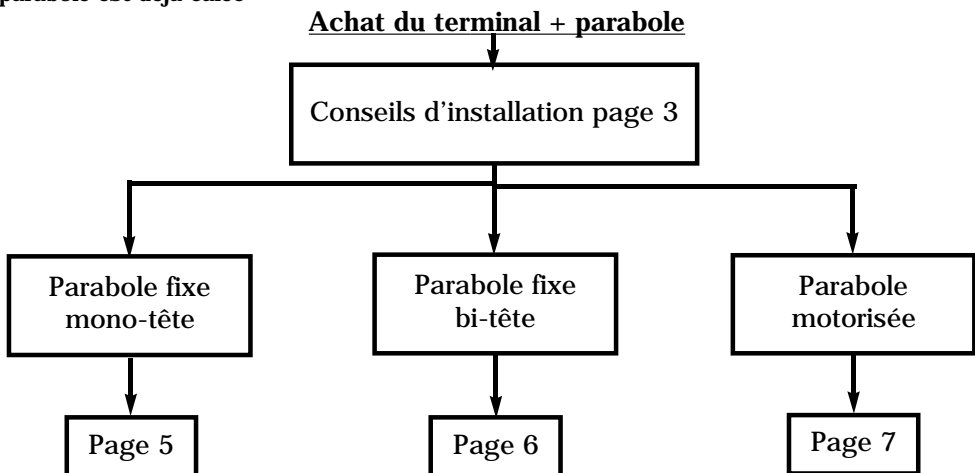 parabole est déjà
Achat du terminal + parabole
Conseils d'installation page 3
Parabole fixe
mono-tête
Parabole fixe
bi-tête
Parabole
motorisée
Page 5
Page 6
Page 7